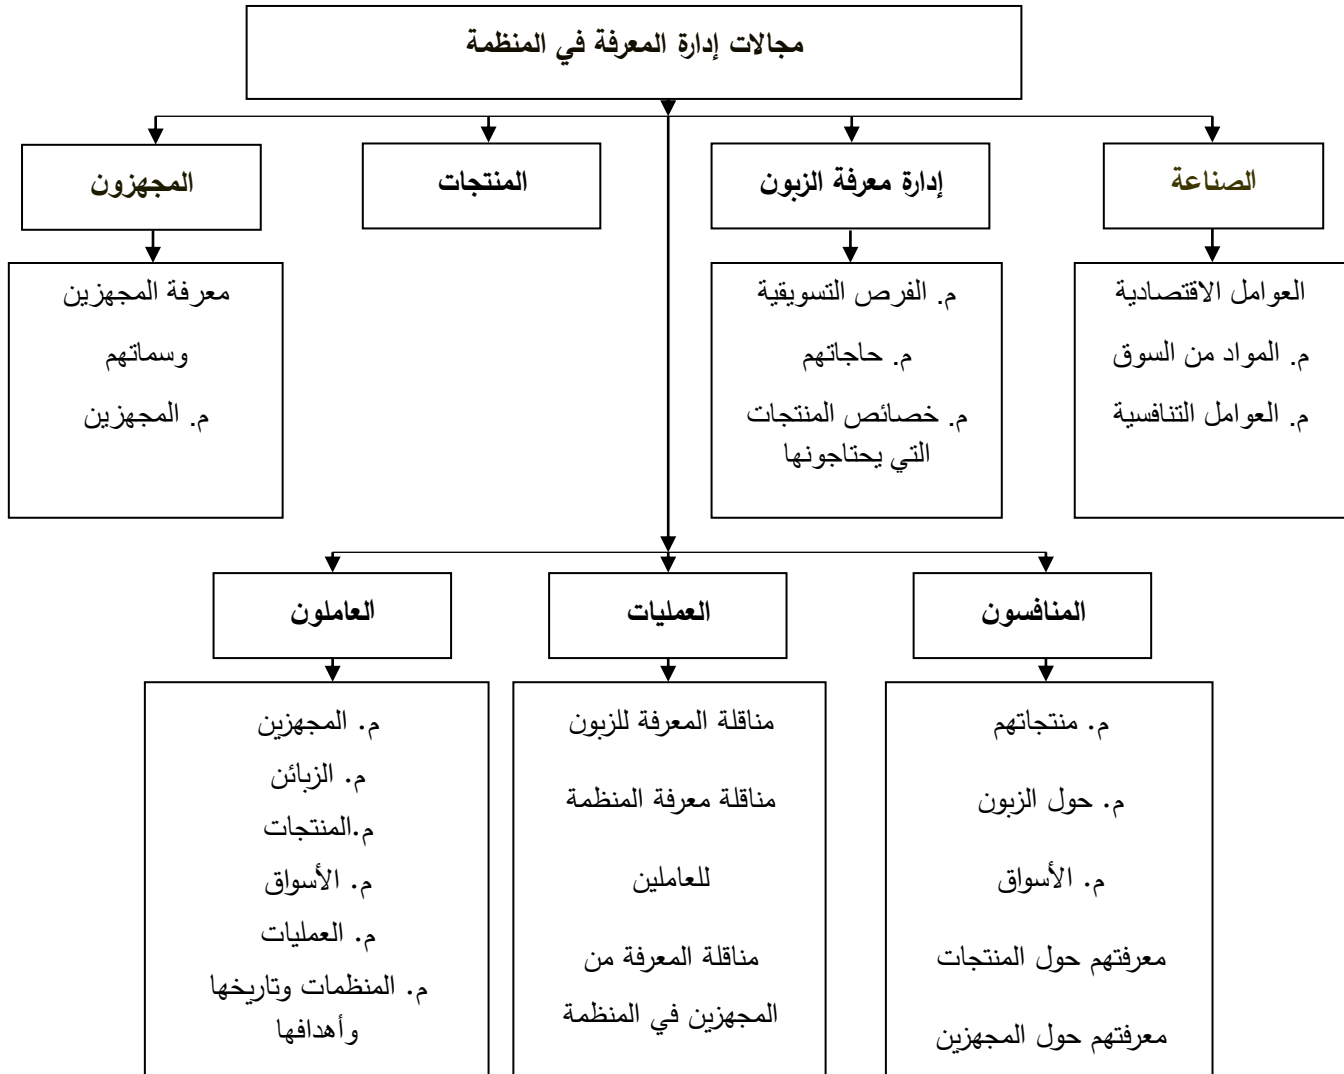 مجالات إدارة المعرفة في المنظمة
الصناعة
إدارة معرفة الزبون
المنتجات
المجهزون
العوامل الاقتصادية
م. المواد من السوق
م. العوامل التنافسية
م. الفرص التسويقية
م. حاجاتهم
م. خصائص المنتجات
التي يحتاجونها
معرفة المجهزين
وسماتهم
م. المجهزين
المنافسون
العمليات
العاملون
م. منتجاتهم
م. حول الزبون
م. الأسواق
معرفتهم حول المنتجات
معرفتهم حول المجهزين
مناقلة المعرفة للزبون
مناقلة معرفة المنظمة
للعاملين
مناقلة المعرفة من
المجهزين في المنظمة
م. المجهزين
م. الزبائن
م.المنتجات
م. الأسواق
م. العمليات
م. المنظمات وتاريخها
وأهدافها